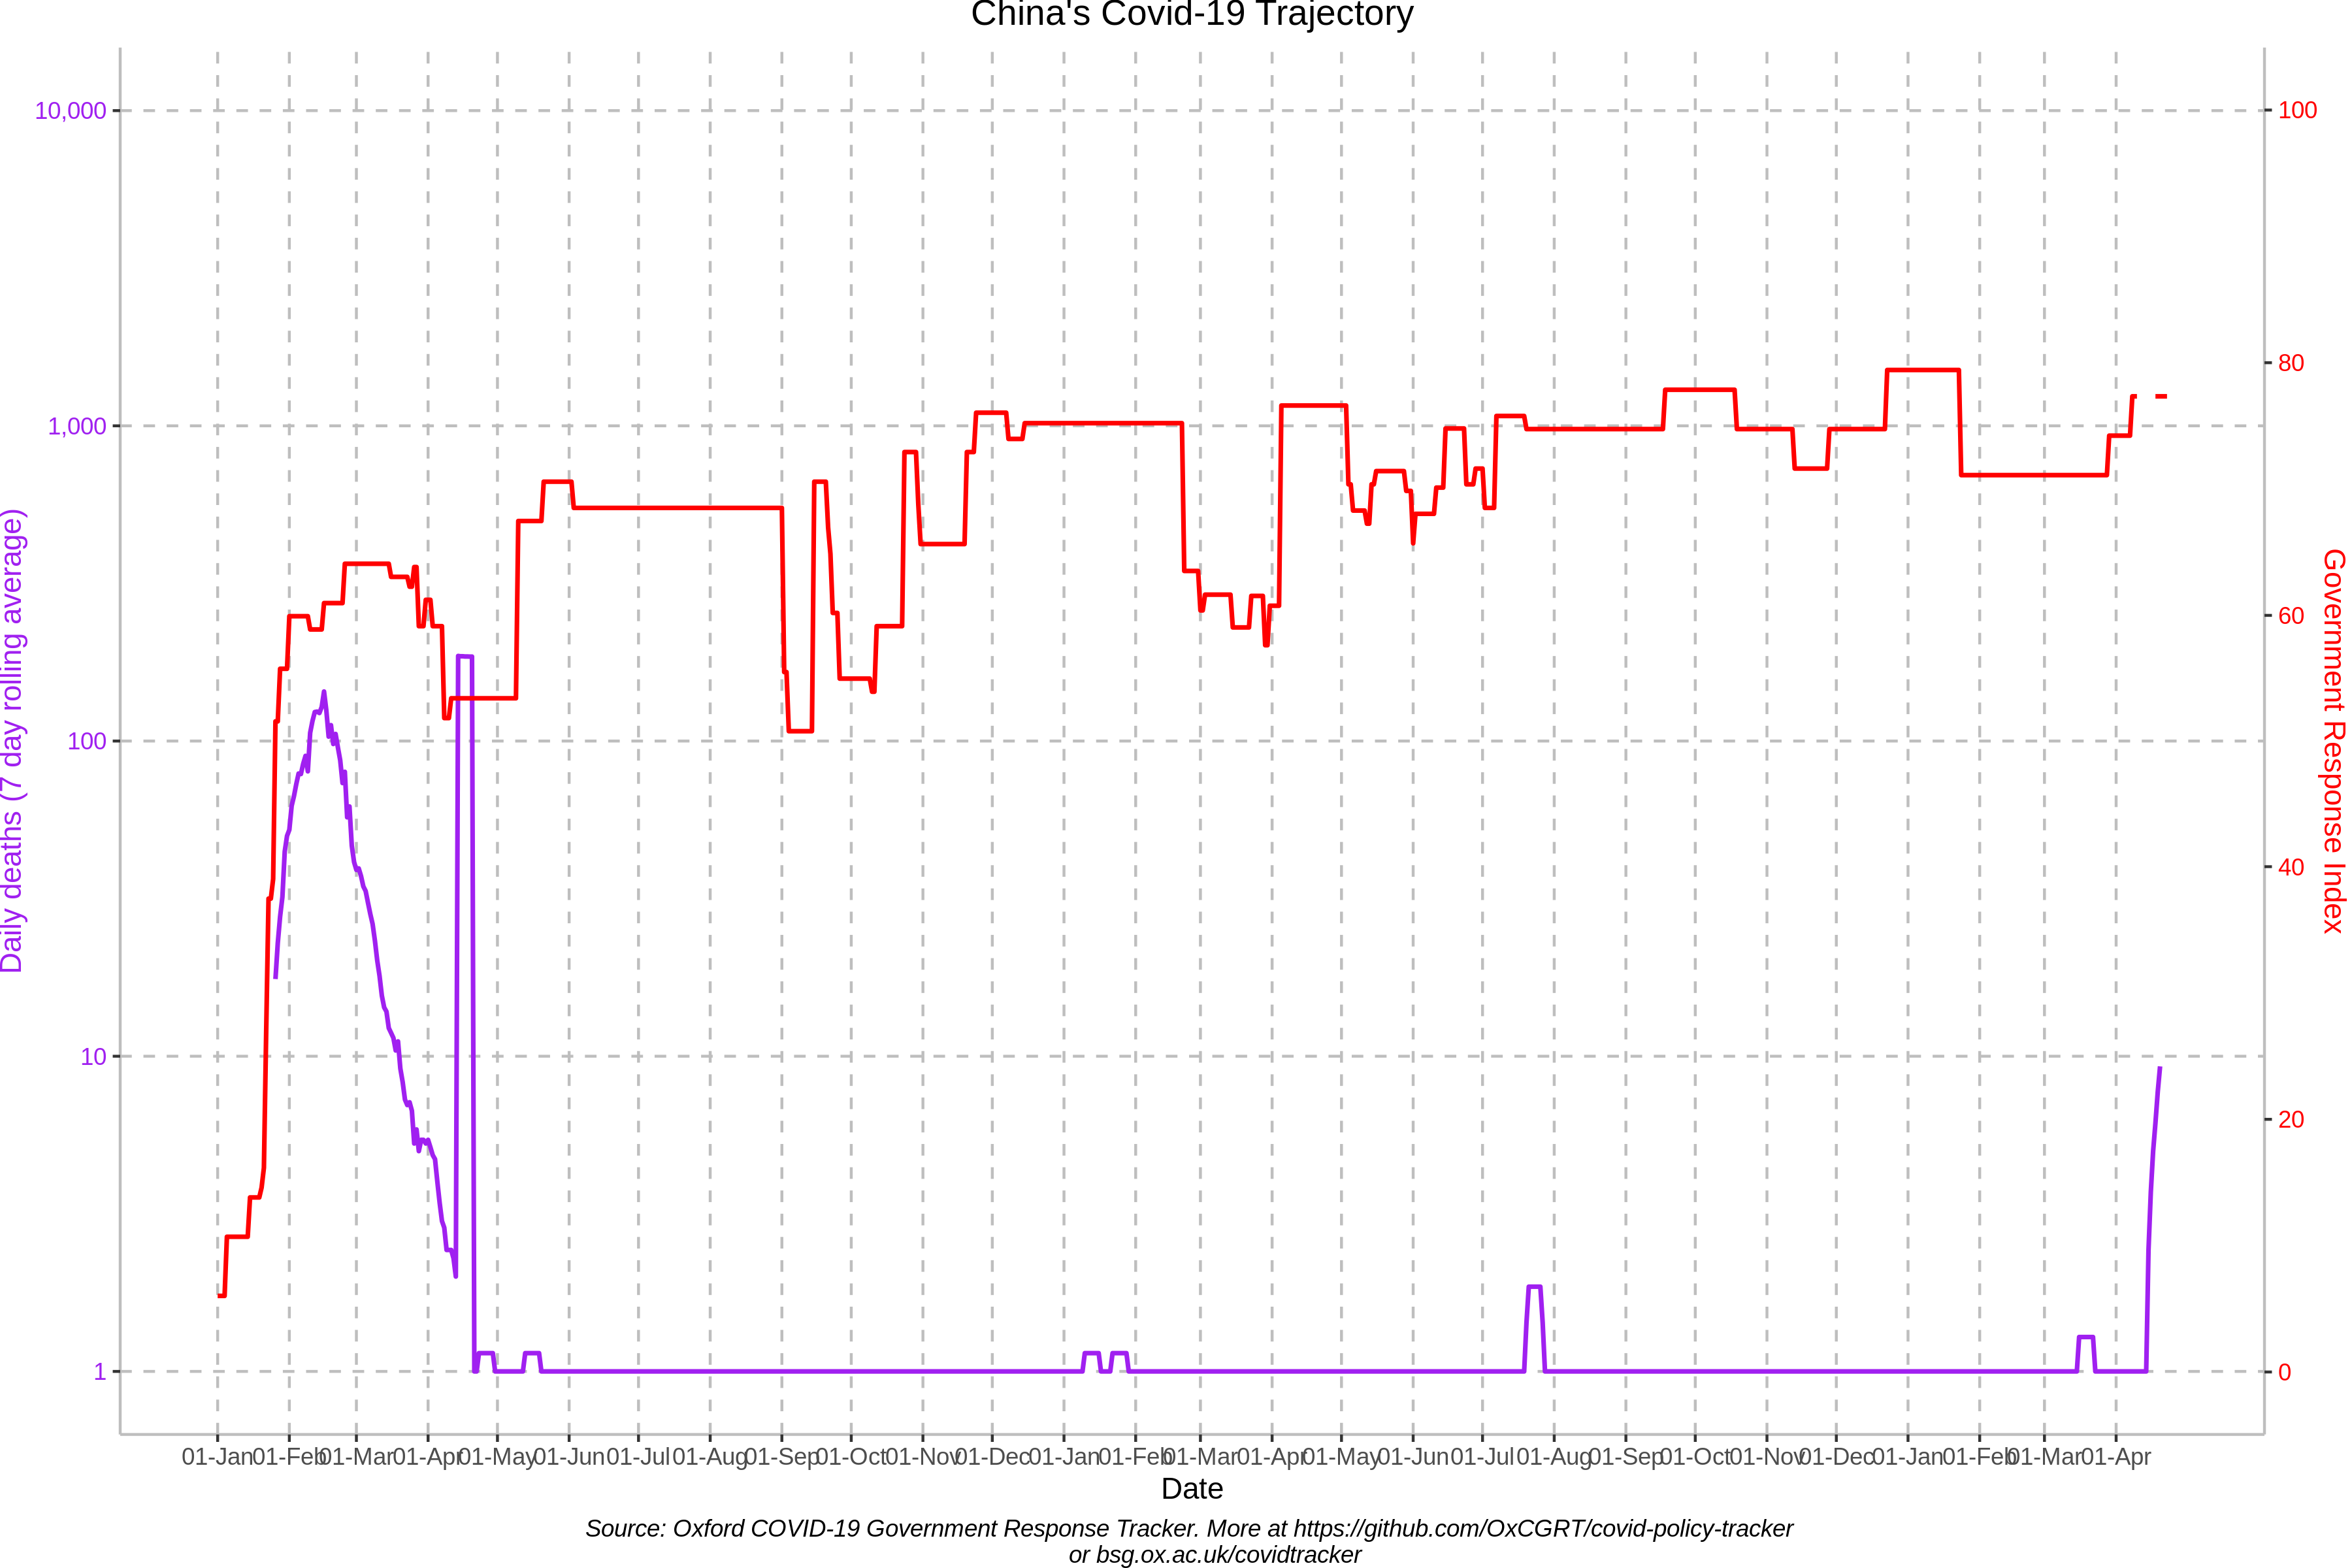 China's Covid-19 Trajectory
10,000
1,000
100
10
1
Daily deaths (7 day rolling average)
100
80
60
40
20
0
Government Response Index
01-Jan 01-Feb 01-Mar 01-Apr 01-May 01-Jun 01-Jul 01-Aug 01-Sep 01-Oct 01-Nov 01-Dec 01-Jan 01-Feb 01-Mar 01-Apr 01-May 01-Jun 01-Jul 01-Aug 01-Sep 01-Oct 01-Nov 01-Dec 01-Jan 01-Feb 01-Mar 01-Apr
Date
Source: Oxford COVID-19 Government Response Tracker. More at https://github.com/OxCGRT/covid-policy-tracker
or bsg.ox.ac.uk/covidtracker